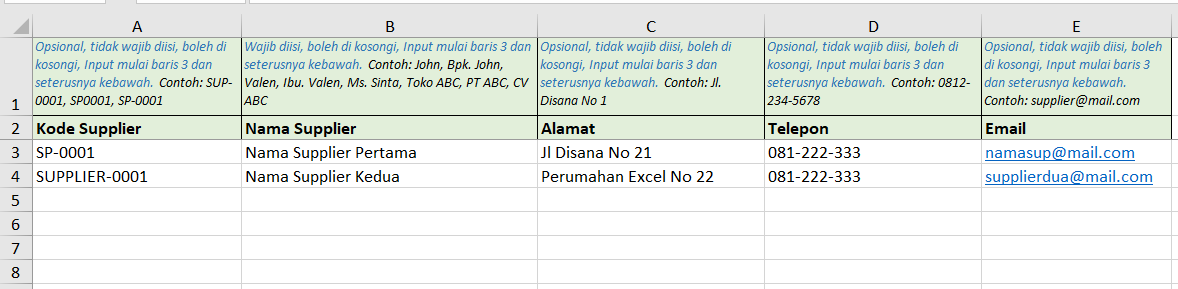 A B C D E
1
Opsional, tidak wajib diisi, boleh di
kosongi, Input mulai baris 3 dan
seterusnya kebawah. Contoh: SUP-
0001, SP0001, SP-0001
Wajib diisi, boleh di kosongi, Input mulai baris 3 dan
seterusnya kebawah. Contoh: John, Bpk. John,
Valen, Ibu. Valen, Ms. Sinta, Toko ABC, PT ABC, CV
ABC
Opsional, tidak wajib diisi, boleh di
kosongi, Input mulai baris 3 dan
seterusnya kebawah. Contoh: Jl.
Disana No 1
Opsional, tidak wajib diisi, boleh di
kosongi, Input mulai baris 3 dan
seterusnya kebawah. Contoh: 0812-
234-5678
Opsional, tidak wajib diisi, boleh
di kosongi, Input mulai baris 3
dan seterusnya kebawah.
Contoh: supplier@mail.com
2 Kode Supplier Nama Supplier Alamat Telepon Email
3 SP-0001 Nama Supplier Pertama Jl Disana No 21 081-222-333 namasup@mail.com
4 SUPPLIER-0001 Nama Supplier Kedua Perumahan Excel No 22 081-222-333 supplierdua@mail.com
5
6
7
8